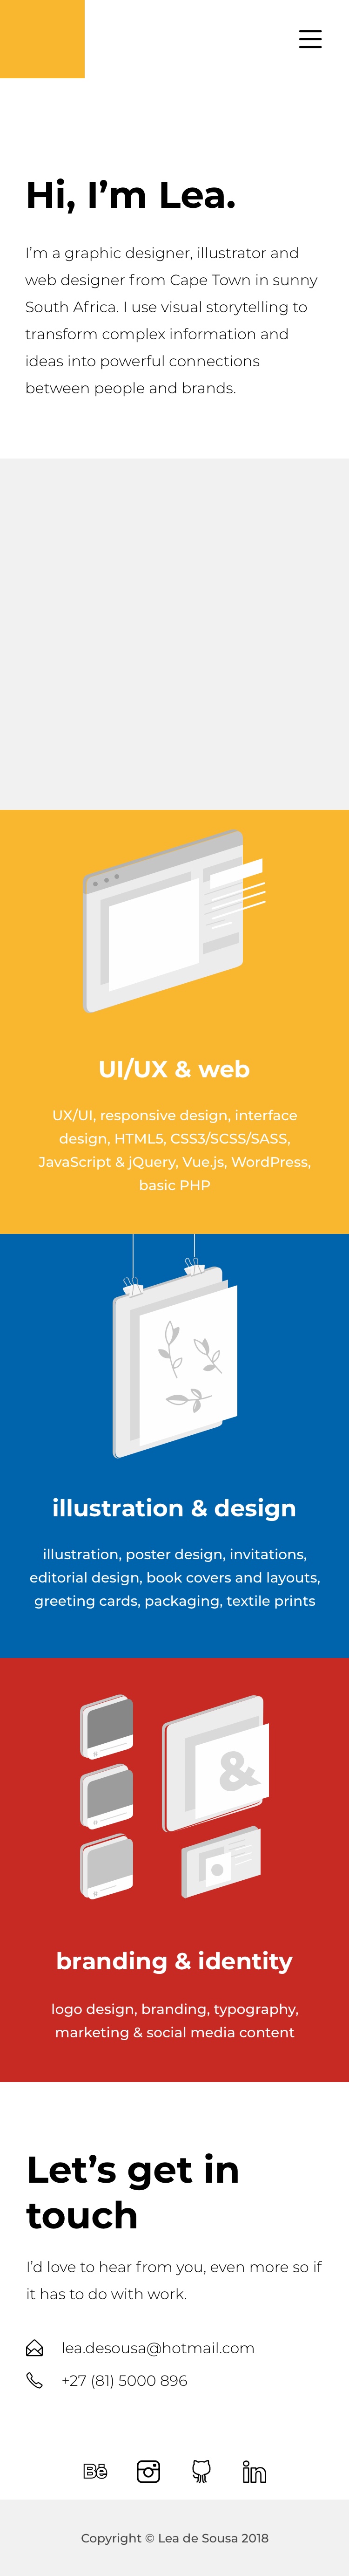 Hi, I’m Lea.
I’m a graphic designer, illustrator and
web designer from Cape Town in sunny
South Africa. I use visual storytelling to
transform complex information and
ideas into powerful connections
between people and brands.
UI/UX & web
UX/UI, responsive design, interface
design, HTML5, CSS3/SCSS/SASS,
JavaScript & jQuery, Vue.js, WordPress,
basic PHP
illustration & design
illustration, poster design, invitations,
editorial design, book covers and layouts,
greeting cards, packaging, textile prints
&
branding & identity
logo design, branding, typography,
marketing & social media content
Let’s get in
touch
I’d love to hear from you, even more so if
it has to do with work.
lea.desousa@hotmail.com
+27 (81) 5000 896
Bē in
Copyright © Lea de Sousa 2018